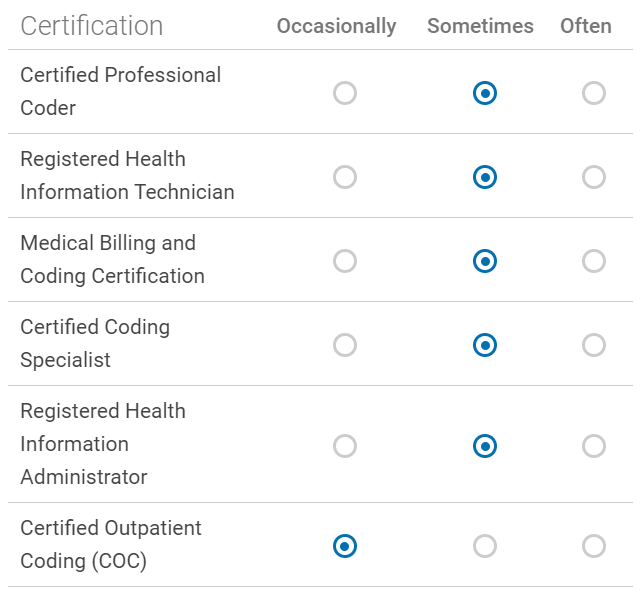 Certification Occasionally Sometimes Often
Certified Professional
Coder
Registered Health
Information Technician
Medical Billing and
Coding Certification
Certified Coding
Specialist
Registered Health
Information
Administrator
Certified Outpatient
Coding (COC)